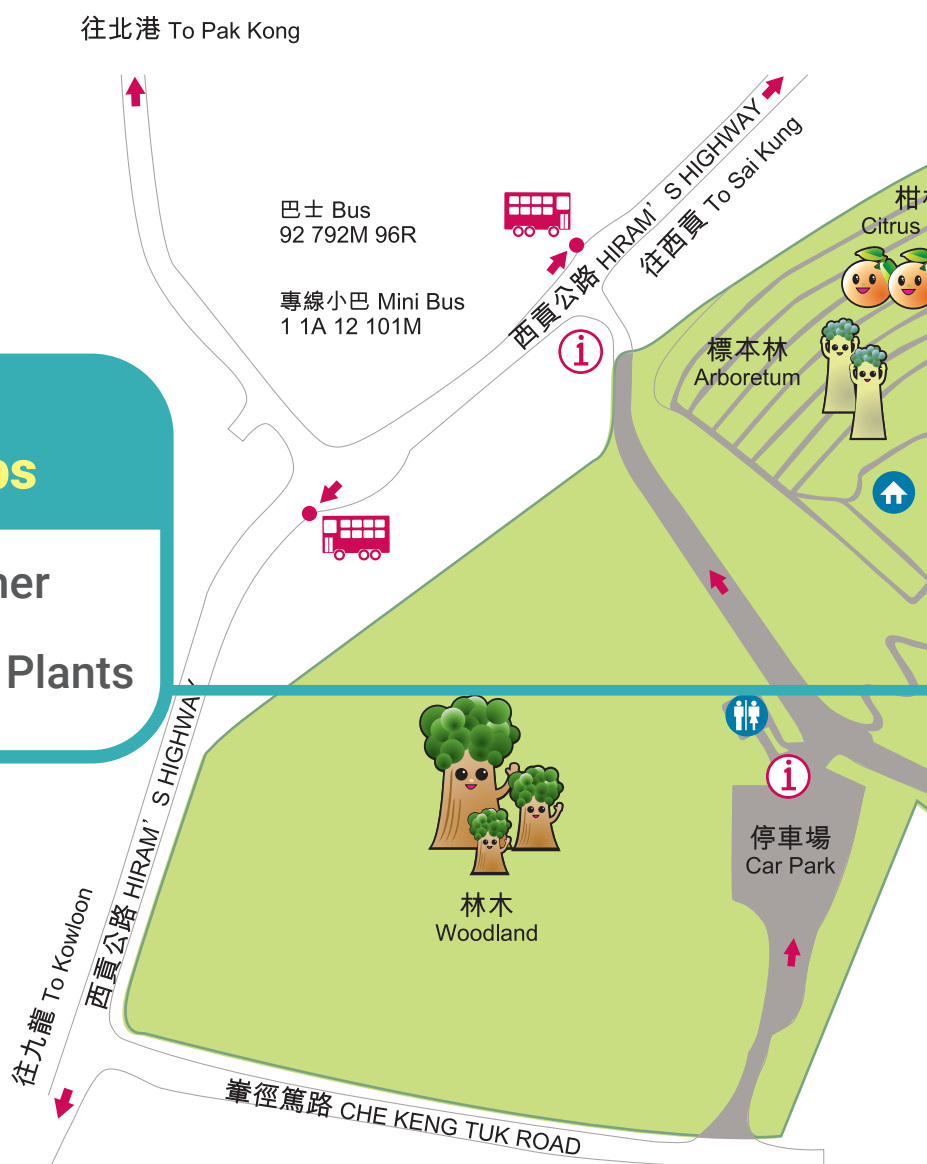 往北港 To Pak Kong
巴士 Bus
92 792M 96R
專線小巴 Mini Bus
1 1A 12 101M
西貢公路 HIRAM’S HIGHWAY
往西貢 To Sai Kung
柑
Citrus
標本林
Arboretum
Plants
林木
Woodland
停車場
Car Park
西貢公路 HIRAM’S HIGHWAY
往九龍 To Kowloon
輋徑篤路 CHE KENG TUK ROAD